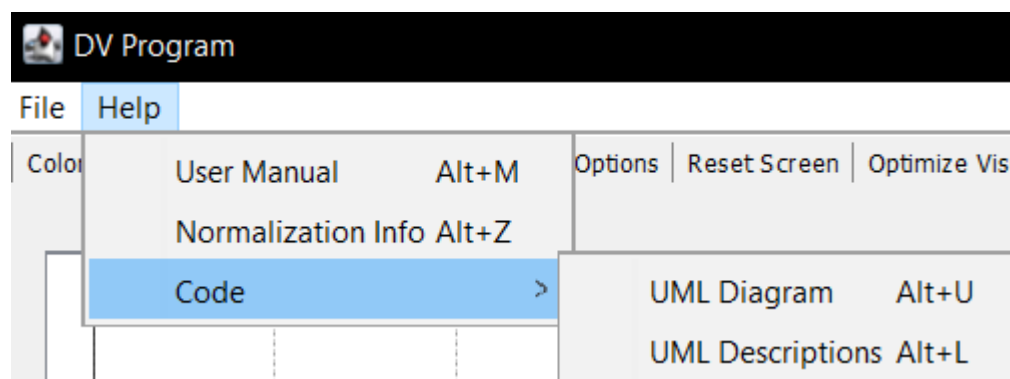 DV Program
File Help
Options Reset Screen Optimize
User Manual Alt+M
Normalization Info Alt+Z
Code >
UML Diagram Alt+U
UML Descriptions Alt+L